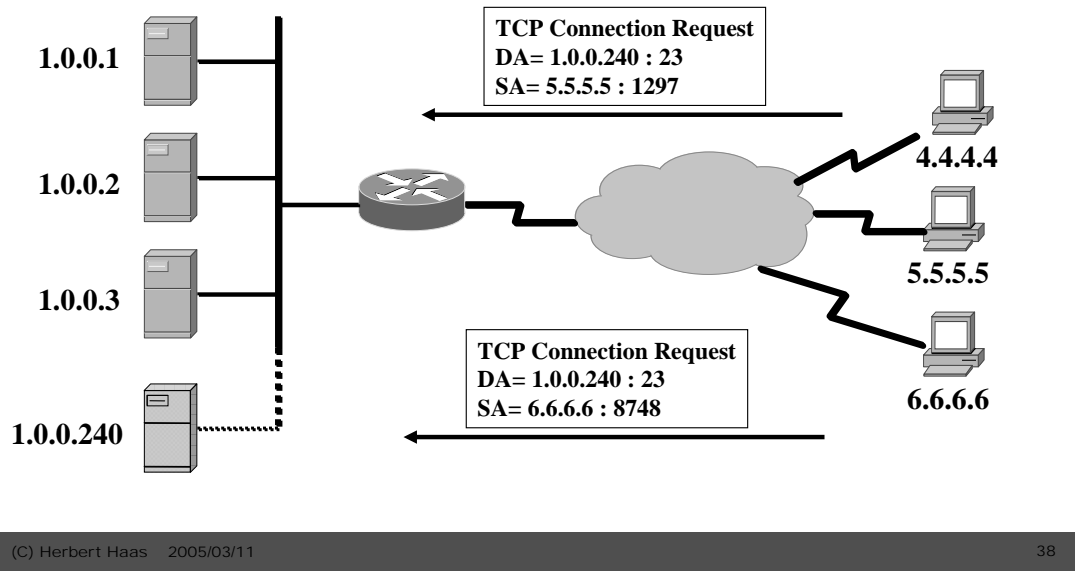 1.0.0.1
TCP Connection Request
DA= 1.0.0.240 : 23
SA= 5.5.5.5 : 1297
4.4.4.4
1.0.0.2
5.5.5.5
1.0.0.3
TCP Connection Request
DA= 1.0.0.240 : 23
SA= 6.6.6.6 : 8748
6.6.6.6
1.0.0.240
(C) Herbert Haas 2005/03/11
38